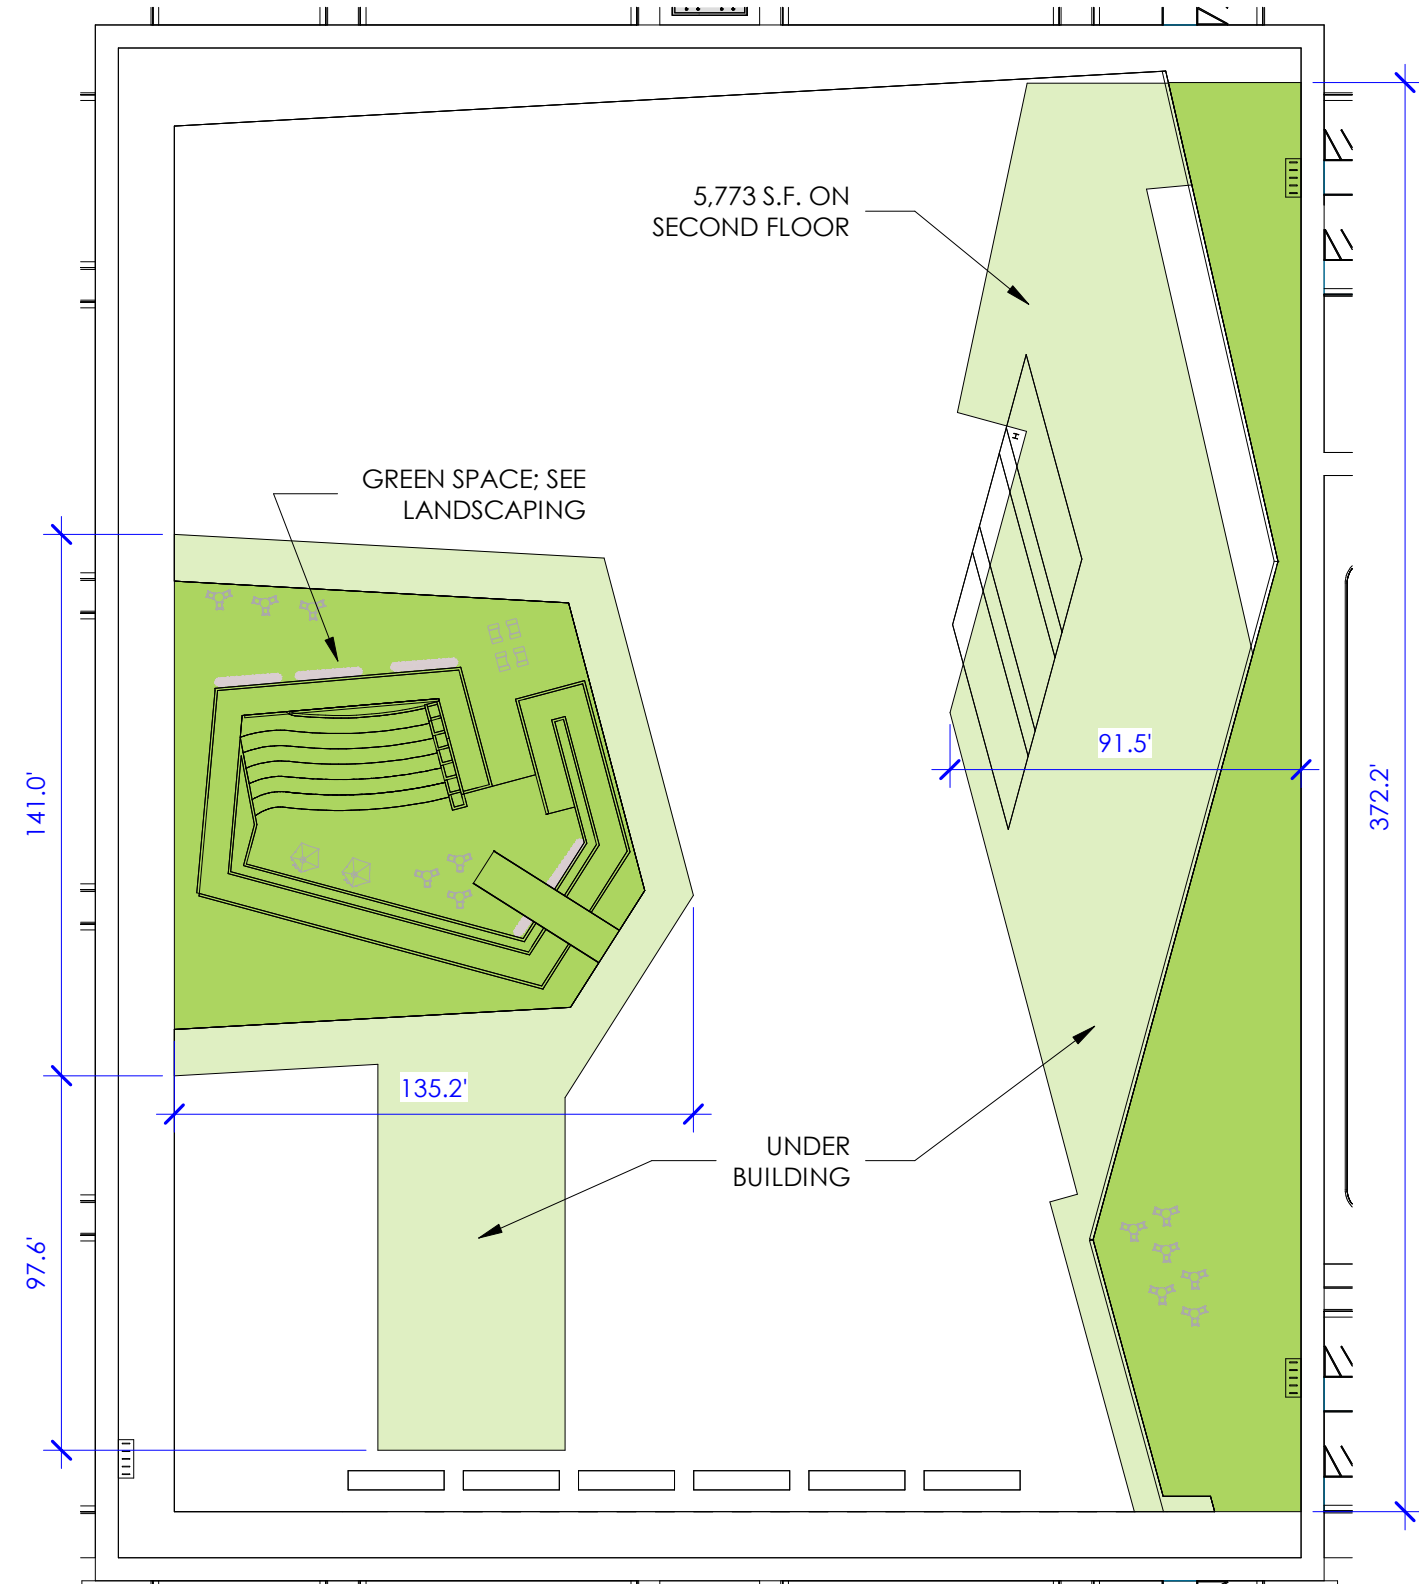 5,773 S.F. ON
SECOND FLOOR
GREEN SPACE; SEE
LANDSCAPING
H
91.5'
372.2'
141.0'
135.2'
UNDER
BUILDING
97.6'